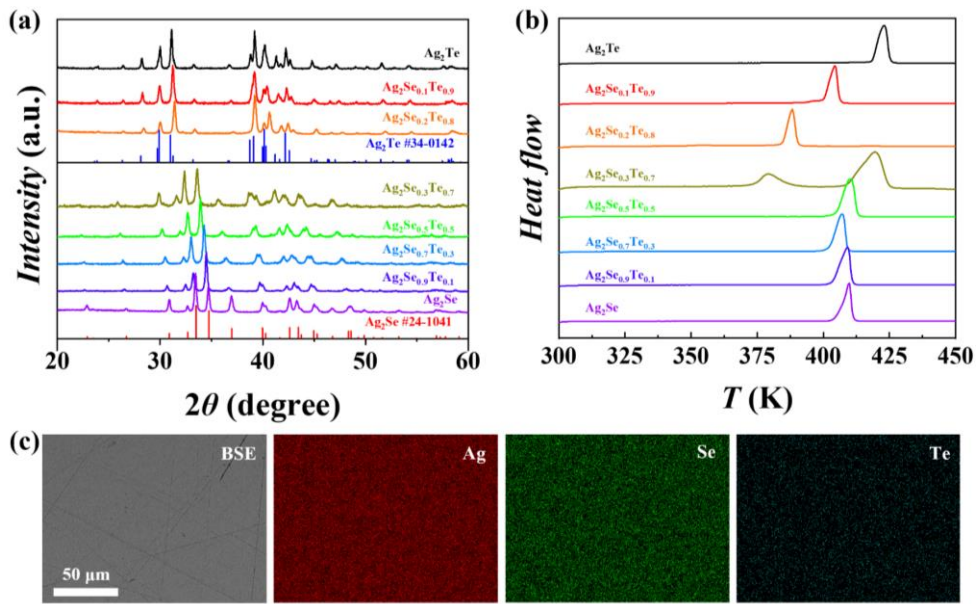 (a)
Intensity (a.u.)
Ag₂Te
Ag₂Se₀.₁Te₀.₉
Ag₂Se₀.₂Te₀.₈
Ag₂Te #34-0142
Ag₂Se₀.₃Te₀.₇
Ag₂Se₀.₅Te₀.₅
Ag₂Se₀.₇Te₀.₃
Ag₂Se₀.₉Te₀.₁
Ag₂Se
Ag₂Se #24-1041
20 30 40 50 60
2θ (degree)
(b)
Heat flow
Ag₂Te
Ag₂Se₀.₁Te₀.₉
Ag₂Se₀.₂Te₀.₈
Ag₂Se₀.₃Te₀.₇
Ag₂Se₀.₅Te₀.₅
Ag₂Se₀.₇Te₀.₃
Ag₂Se₀.₉Te₀.₁
Ag₂Se
300 325 350 375 400 425 450
T (K)
(c)
BSE
50 μm
Ag
Se
Te